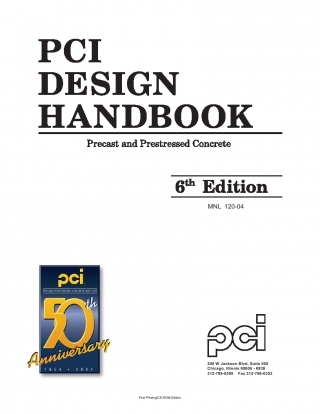 PCI
DESIGN
HANDBOOK
Precast and Prestressed Concrete
6th Edition
MNL 120-04
pci
50th
Anniversary
1954 • 2004
pci
209 W Jackson Blvd, Suite 500
Chicago, Illinois 60606 - 6938
312-786-0300 Fax 312-786-0353
First Printing/CD-ROM Edition